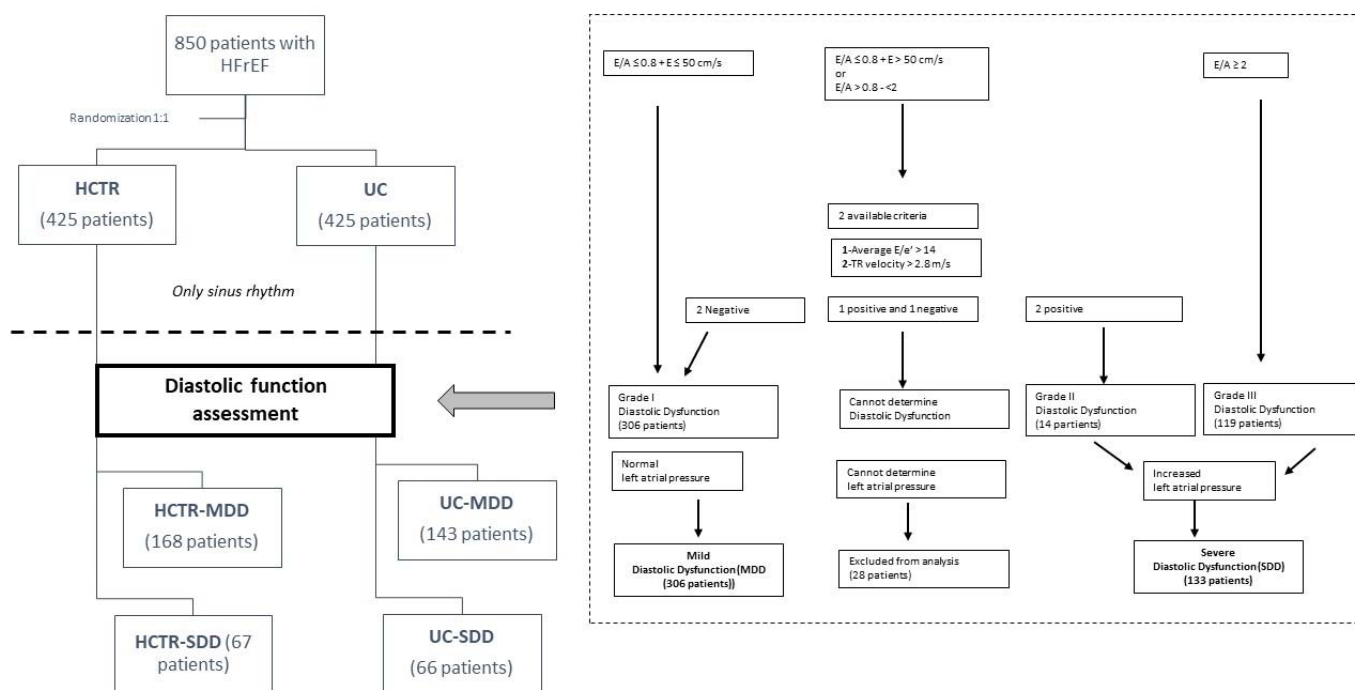 850 patients with
HFrEF
Randomization 1:1
HCTR
(425 patients)
UC
(425 patients)
Only sinus rhythm
Diastolic function
assessment
HCTR-MDD
(168 patients)
UC-MDD
(143 patients)
HCTR-SDD (67
patients)
UC-SDD
(66 patients)
E/A ≤ 0.8 + E ≤ 50 cm/s
E/A ≤ 0.8 + E > 50 cm/s
or
E/A > 0.8 - <2
E/A ≥ 2
2 available criteria
1-Average E/e' > 14
2-TR velocity > 2.8 m/s
2 Negative
1 positive and 1 negative
2 positive
Grade I
Diastolic Dysfunction
(306 patients)
Cannot determine
Diastolic Dysfunction
Grade II
Diastolic Dysfunction
(14 partients)
Grade III
Diastolic Dysfunction
(119 patients)
Normal
left atrial pressure
Cannot determine
left atrial pressure
Increased
left atrial pressure
Mild
Diastolic Dysfunction (MDD
(306 patients))
Excluded from analysis
(28 patients)
Severe
Diastolic Dysfunction (SDD)
(133 patients)